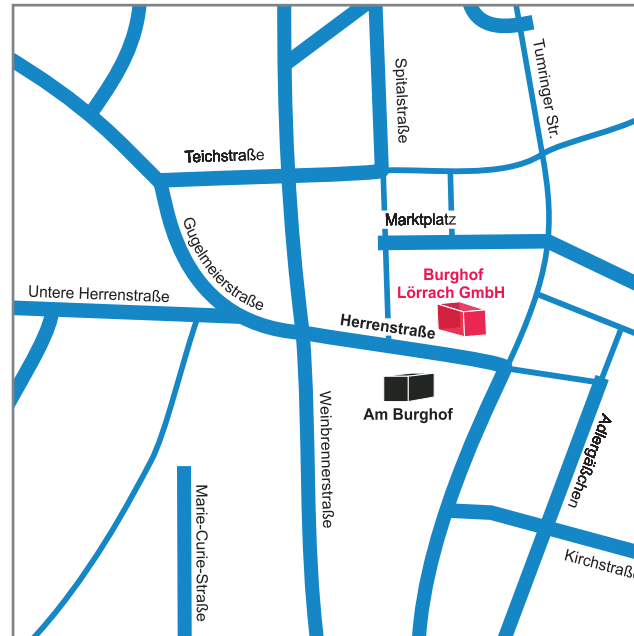 Tumringer Str.
Spitalstraße
Teichstraße
Marktplatz
Gugelmeierstraße
Burghof
Lörrach GmbH
Untere Herrenstraße
Herrenstraße
Am Burghof
Weinbrennerstraße
Adlergäßchen
Marie-Curie-Straße
Kirchstraße